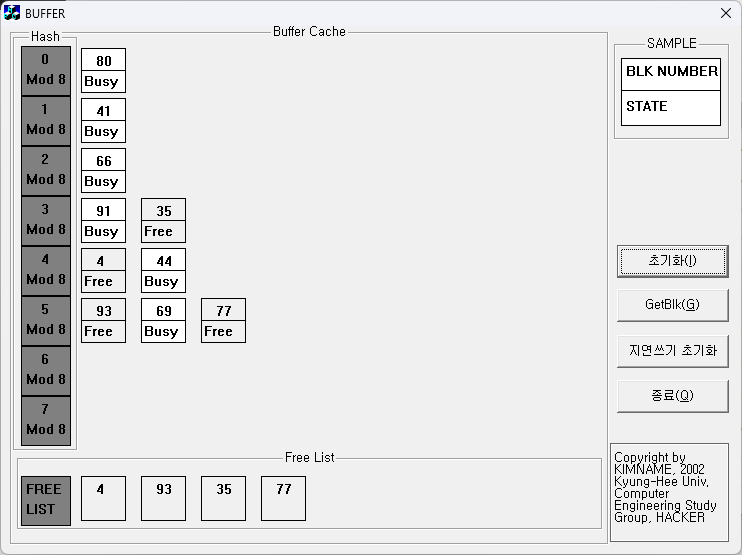 BUFFER
Buffer Cache
Hash
0
Mod 8
80
Busy
1
Mod 8
41
Busy
2
Mod 8
66
Busy
3
Mod 8
91
Busy
35
Free
4
Mod 8
4
Free
44
Busy
5
Mod 8
93
Free
69
Busy
77
Free
6
Mod 8
7
Mod 8
Free List
FREE
LIST
4
93
35
77
SAMPLE
BLK NUMBER
STATE
초기화(I)
GetBlk(G)
지연쓰기 초기화
종료(Q)
Copyright by
KIMNAME, 2002
Kyung-Hee Univ,
Computer
Engineering Study
Group, HACKER